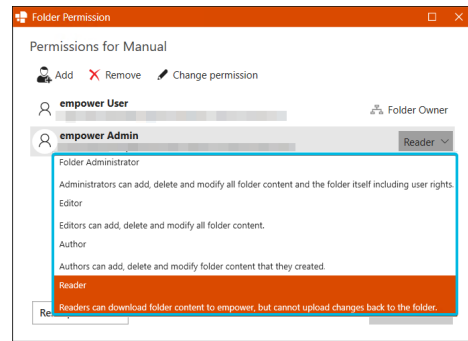 Folder Permission
Permissions for Manual
Add Remove Change permission
empower User
Folder Owner
empower Admin
Reader
Folder Administrator
Administrators can add, delete and modify all folder content and the folder itself including user rights.
Editor
Editors can add, delete and modify all folder content.
Author
Authors can add, delete and modify folder content that they created.
Reader
Readers can download folder content to empower, but cannot upload changes back to the folder.